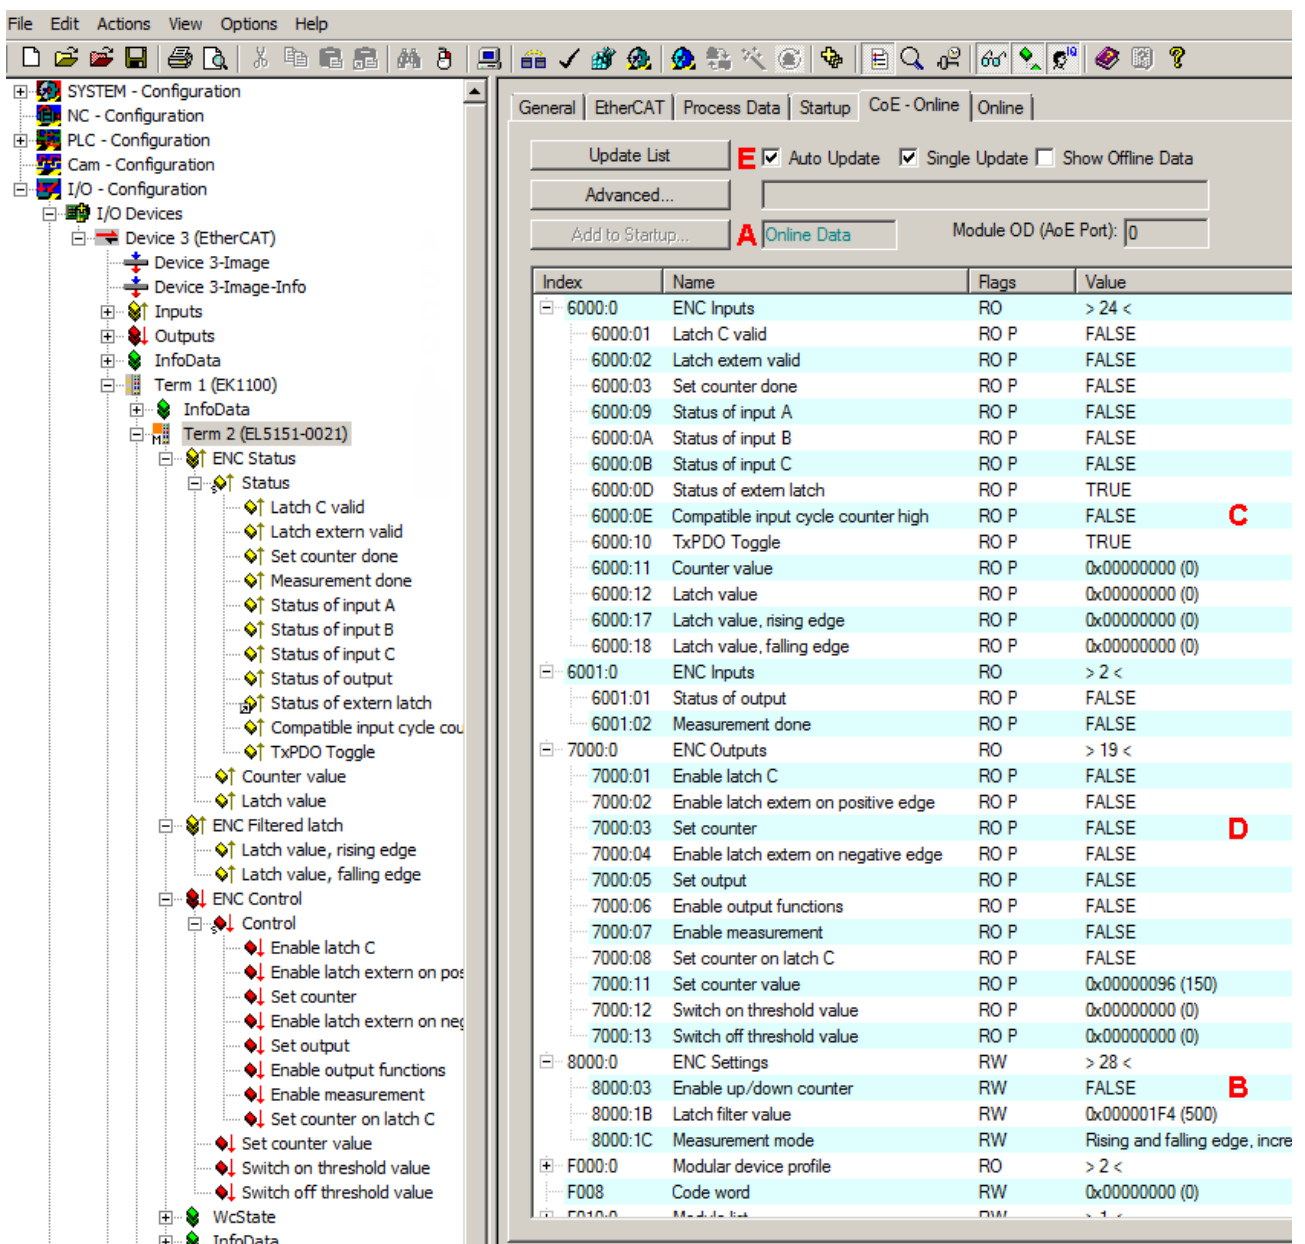 File Edit Actions View Options Help
SYSTEM - Configuration
NC - Configuration
PLC - Configuration
Cam - Configuration
I/O - Configuration
I/O Devices
Device 3 (EtherCAT)
Device 3-Image
Device 3-Image-Info
Inputs
Outputs
InfoData
Term 1 (EK1100)
InfoData
Term 2 (EL5151-0021)
ENC Status
Status
Latch C valid
Latch extern valid
Set counter done
Measurement done
Status of input A
Status of input B
Status of input C
Status of output
Status of extern latch
Compatible input cycle cou
TxPDO Toggle
Counter value
Latch value
ENC Filtered latch
Latch value, rising edge
Latch value, falling edge
ENC Control
Control
Enable latch C
Enable latch extern on pos
Set counter
Enable latch extern on neg
Set output
Enable output functions
Enable measurement
Set counter on latch C
Set counter value
Switch on threshold value
Switch off threshold value
WcState
InfoData
General EtherCAT Process Data Startup CoE - Online Online
Update List E Auto Update Single Update Show Offline Data
Advanced...
Add to Startup... A Online Data Module OD (AoE Port): 0
Index Name Flags Value
6000:0 ENC Inputs RO > 24 <
6000:01 Latch C valid RO P FALSE
6000:02 Latch extern valid RO P FALSE
6000:03 Set counter done RO P FALSE
6000:09 Status of input A RO P FALSE
6000:0A Status of input B RO P FALSE
6000:0B Status of input C RO P FALSE
6000:0D Status of extern latch RO P TRUE
6000:0E Compatible input cycle counter high RO P FALSE C
6000:10 TxPDO Toggle RO P TRUE
6000:11 Counter value RO P 0x00000000 (0)
6000:12 Latch value RO P 0x00000000 (0)
6000:17 Latch value, rising edge RO P 0x00000000 (0)
6000:18 Latch value, falling edge RO P 0x00000000 (0)
6001:0 ENC Inputs RO > 2 <
6001:01 Status of output RO P FALSE
6001:02 Measurement done RO P FALSE
7000:0 ENC Outputs RO > 19 <
7000:01 Enable latch C RO P FALSE
7000:02 Enable latch extern on positive edge RO P FALSE
7000:03 Set counter RO P FALSE D
7000:04 Enable latch extern on negative edge RO P FALSE
7000:05 Set output RO P FALSE
7000:06 Enable output functions RO P FALSE
7000:07 Enable measurement RO P FALSE
7000:08 Set counter on latch C RO P FALSE
7000:11 Set counter value RO P 0x00000096 (150)
7000:12 Switch on threshold value RO P 0x00000000 (0)
7000:13 Switch off threshold value RO P 0x00000000 (0)
8000:0 ENC Settings RW > 28 <
8000:03 Enable up/down counter RW FALSE B
8000:1B Latch filter value RW 0x000001F4 (500)
8000:1C Measurement mode RW Rising and falling edge, incre
F000:0 Modular device profile RO > 2 <
F008 Code word RW 0x00000000 (0)
F010:0 Module list RW > 1 <